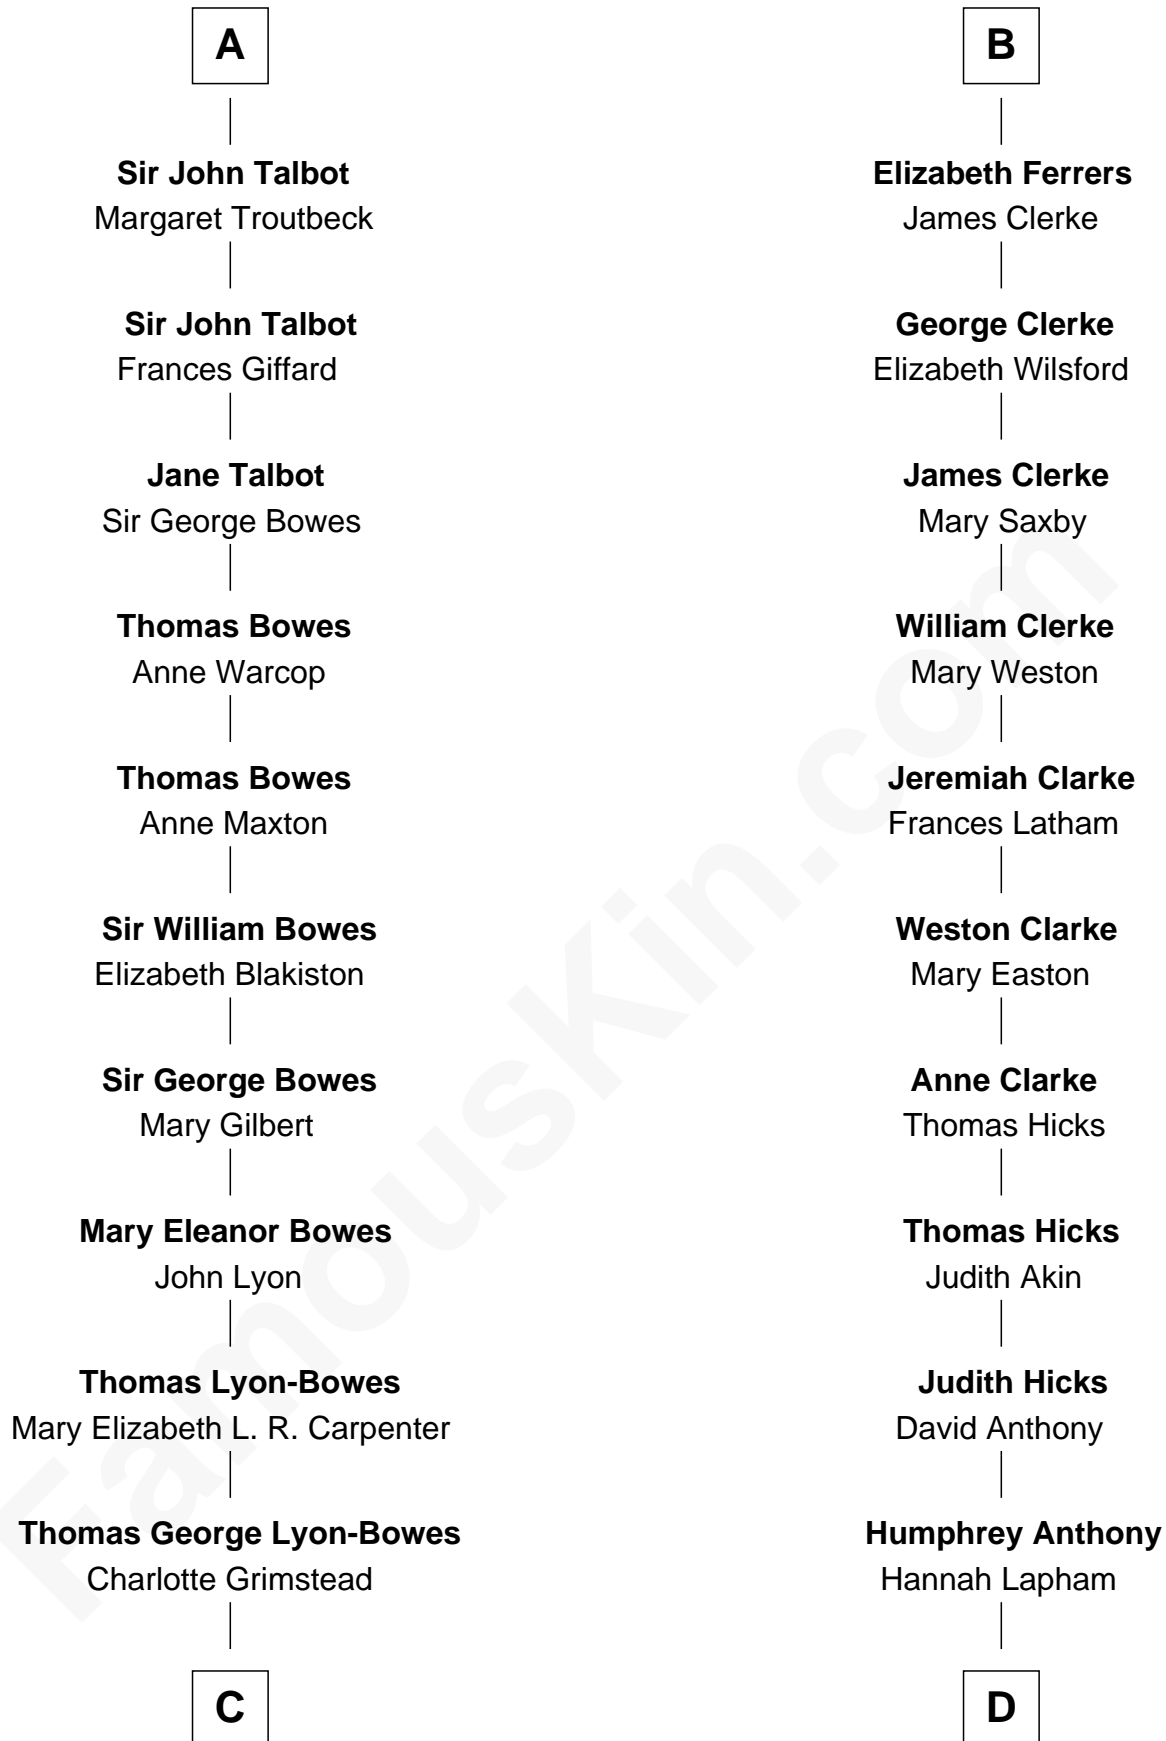 A
Sir John Talbot
Margaret Troutbeck
Sir John Talbot
Frances Giffard
Jane Talbot
Sir George Bowes
Thomas Bowes
Anne Warcop
Thomas Bowes
Anne Maxton
Sir William Bowes
Elizabeth Blakiston
Sir George Bowes
Mary Gilbert
Mary Eleanor Bowes
John Lyon
Thomas Lyon-Bowes
Mary Elizabeth L. R. Carpenter
Thomas George Lyon-Bowes
Charlotte Grimstead
C
B
Elizabeth Ferrers
James Clerke
George Clerke
Elizabeth Wilsford
James Clerke
Mary Saxby
William Clerke
Mary Weston
Jeremiah Clarke
Frances Latham
Weston Clarke
Mary Easton
Anne Clarke
Thomas Hicks
Thomas Hicks
Judith Akin
Judith Hicks
David Anthony
Humphrey Anthony
Hannah Lapham
D
FamousKin.com